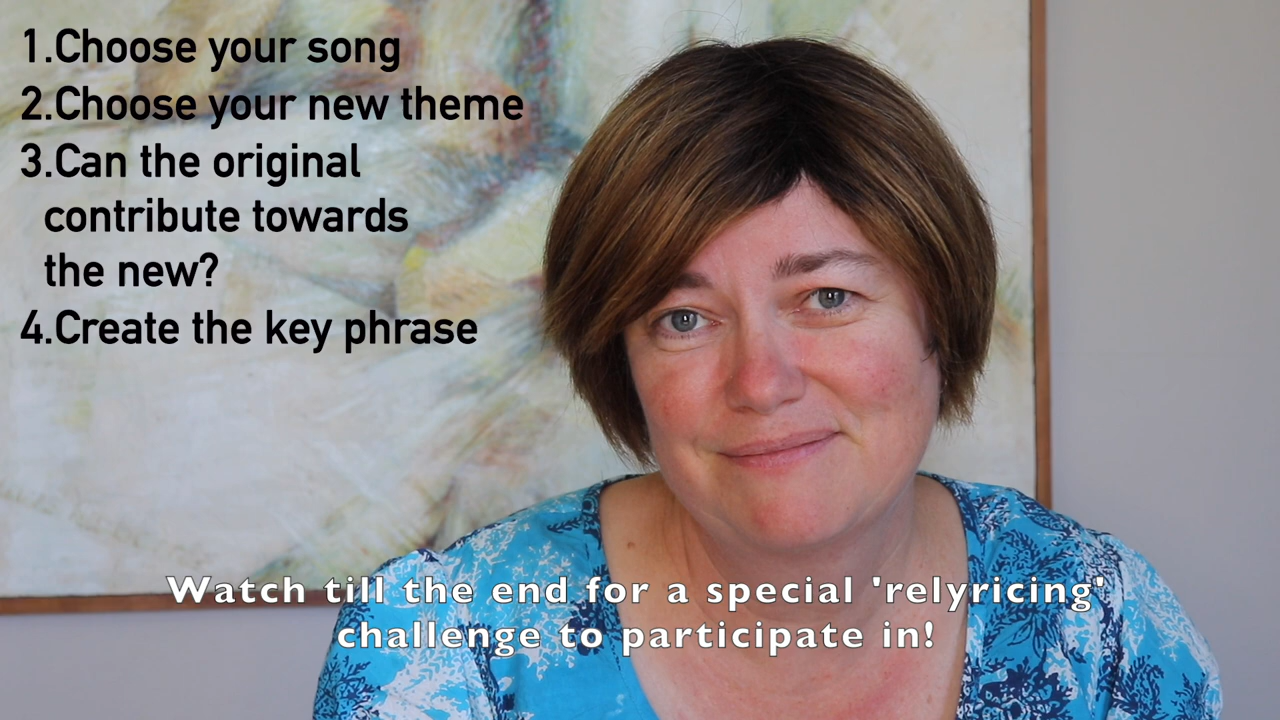 1.Choose your song
2.Choose your new theme
3.Can the original
contribute towards
the new?
4.Create the key phrase
Watch till the end for a special 'relyricing'
challenge to participate in!